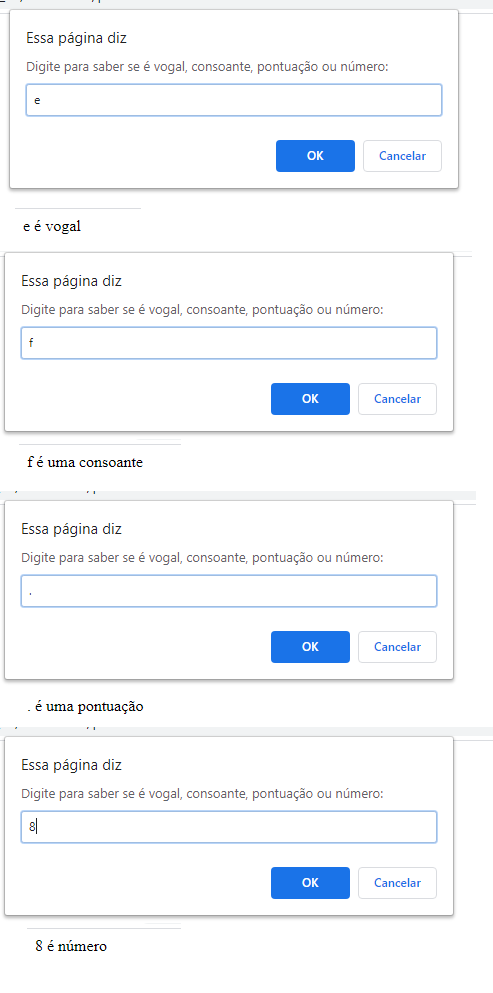 Essa página diz
Digite para saber se é vogal, consoante, pontuação ou número:
e
OK Cancelar
e é vogal
Essa página diz
Digite para saber se é vogal, consoante, pontuação ou número:
f
OK Cancelar
f é uma consoante
Essa página diz
Digite para saber se é vogal, consoante, pontuação ou número:
.
OK Cancelar
. é uma pontuação
Essa página diz
Digite para saber se é vogal, consoante, pontuação ou número:
8
OK Cancelar
8 é número